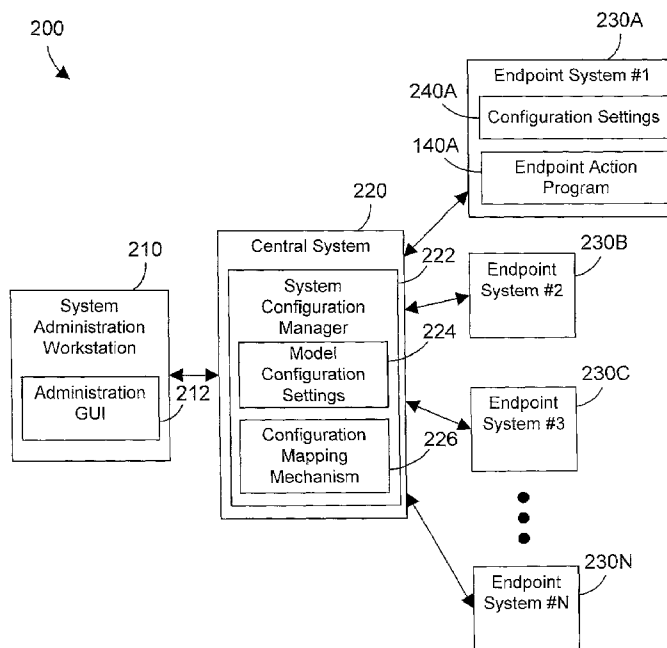 200
230A
Endpoint System #1
240A
Configuration Settings
140A
Endpoint Action
Program
220
Central System
222
System
Configuration
Manager
224
Model
Configuration
Settings
226
Configuration
Mapping
Mechanism
210
System
Administration
Workstation
Administration
GUI
212
230B
Endpoint
System #2
230C
Endpoint
System #3
230N
Endpoint
System #N